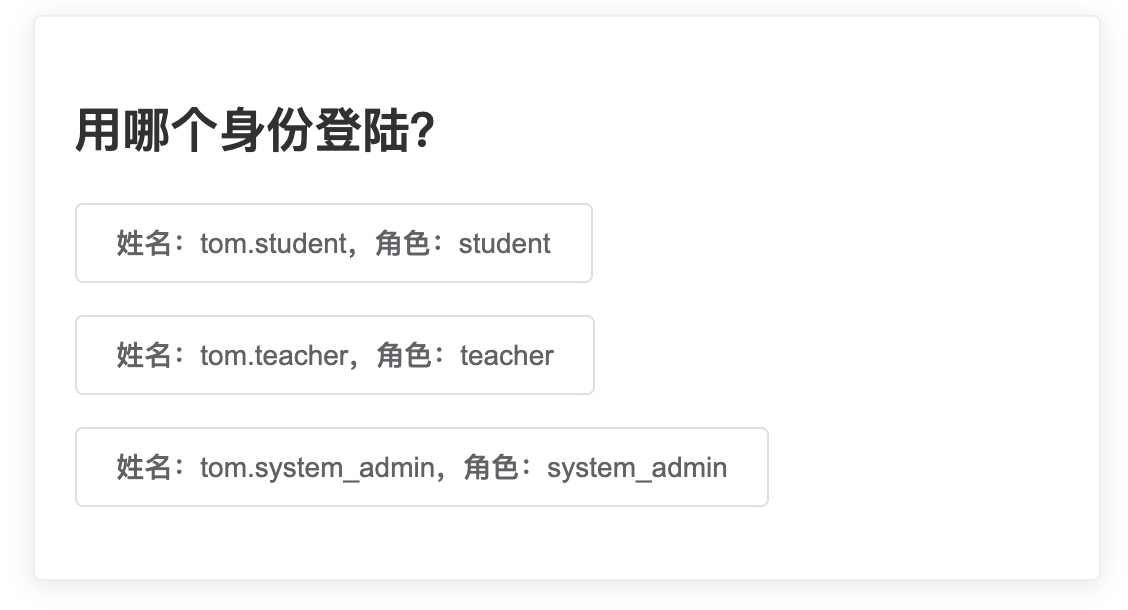 用哪个身份登陆?
姓名：tom.student，角色：student
姓名：tom.teacher，角色：teacher
姓名：tom.system_admin，角色：system_admin